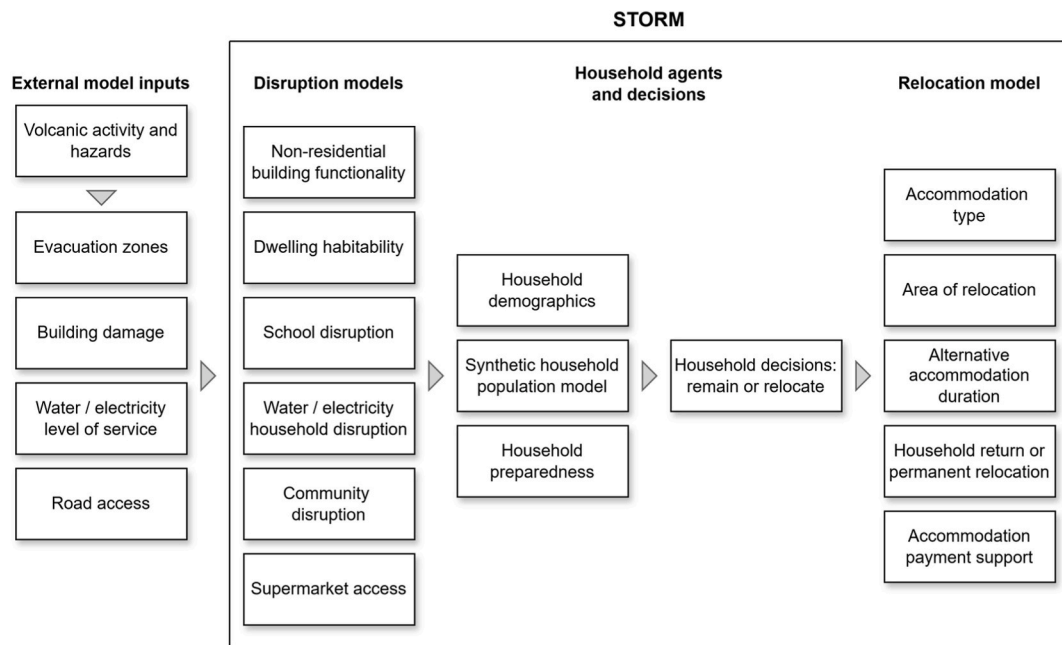 STORM
External model inputs
Volcanic activity and
hazards
Evacuation zones
Building damage
Water / electricity
level of service
Road access
Disruption models
Non-residential
building functionality
Dwelling habitability
School disruption
Water / electricity
household disruption
Community
disruption
Supermarket access
Household agents
and decisions
Household
demographics
Synthetic household
population model
Household
preparedness
Household decisions:
remain or relocate
Relocation model
Accommodation
type
Area of relocation
Alternative
accommodation
duration
Household return or
permanent relocation
Accommodation
payment support